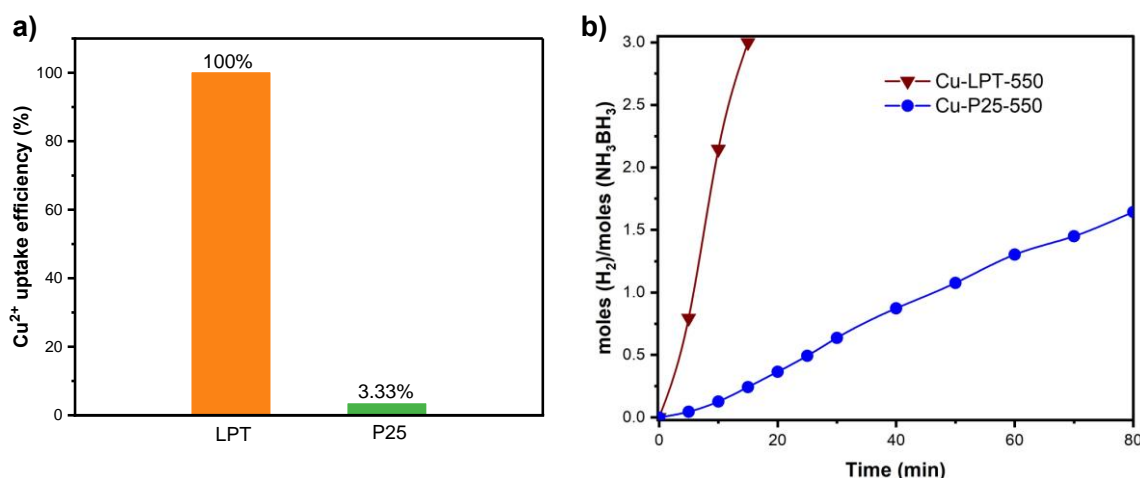 a)
Cu²⁺ uptake efficiency (%)
100
80
60
40
20
0
100%
3.33%
LPT
P25
b)
moles (H₂)/moles (NH₃BH₃)
3.0
2.5
2.0
1.5
1.0
0.5
0.0
Cu-LPT-550
Cu-P25-550
0
20
40
60
80
Time (min)